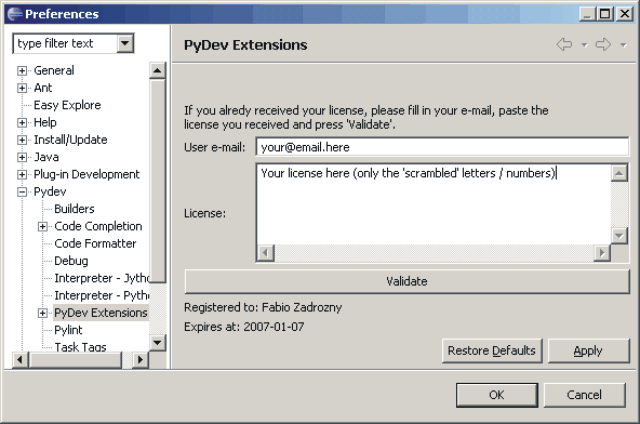 Preferences
type filter text
PyDev Extensions
General
Ant
Easy Explore
Help
Install/Update
Java
Plug-in Development
Pydev
Builders
Code Completion
Code Formatter
Debug
Interpreter - Jytho
Interpreter - Pytho
PyDev Extensions
Pylint
Task Tags
If you alredy received your license, please fill in your e-mail, paste the
license you received and press 'Validate'.
User e-mail: your@email.here
License: Your license here (only the 'scrambled' letters / numbers)
Validate
Registered to: Fabio Zadrozny
Expires at: 2007-01-07
Restore Defaults Apply
OK Cancel